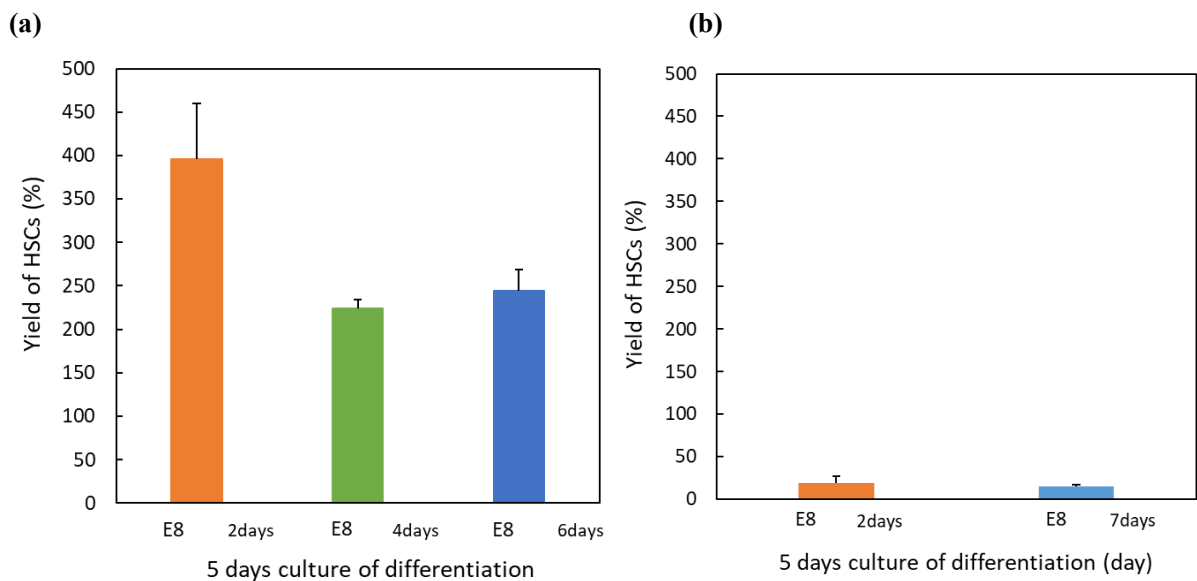 (a)
Yield of HSCs (%)
500
450
400
350
300
250
200
150
100
50
0
E8 2days E8 4days E8 6days
5 days culture of differentiation
(b)
Yield of HSCs (%)
500
450
400
350
300
250
200
150
100
50
0
E8 2days E8 7days
5 days culture of differentiation (day)